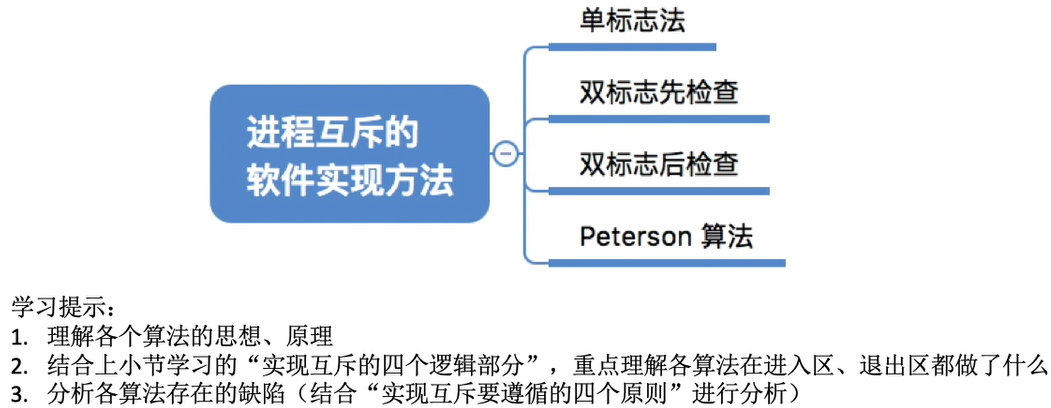 进程互斥的
软件实现方法
单标志法
双标志先检查
双标志后检查
Peterson 算法
学习提示：
1. 理解各个算法的思想、原理
2. 结合上小节学习的“实现互斥的四个逻辑部分”，重点理解各算法在进入区、退出区都做了什么
3. 分析各算法存在的缺陷（结合“实现互斥要遵循的四个原则”进行分析）